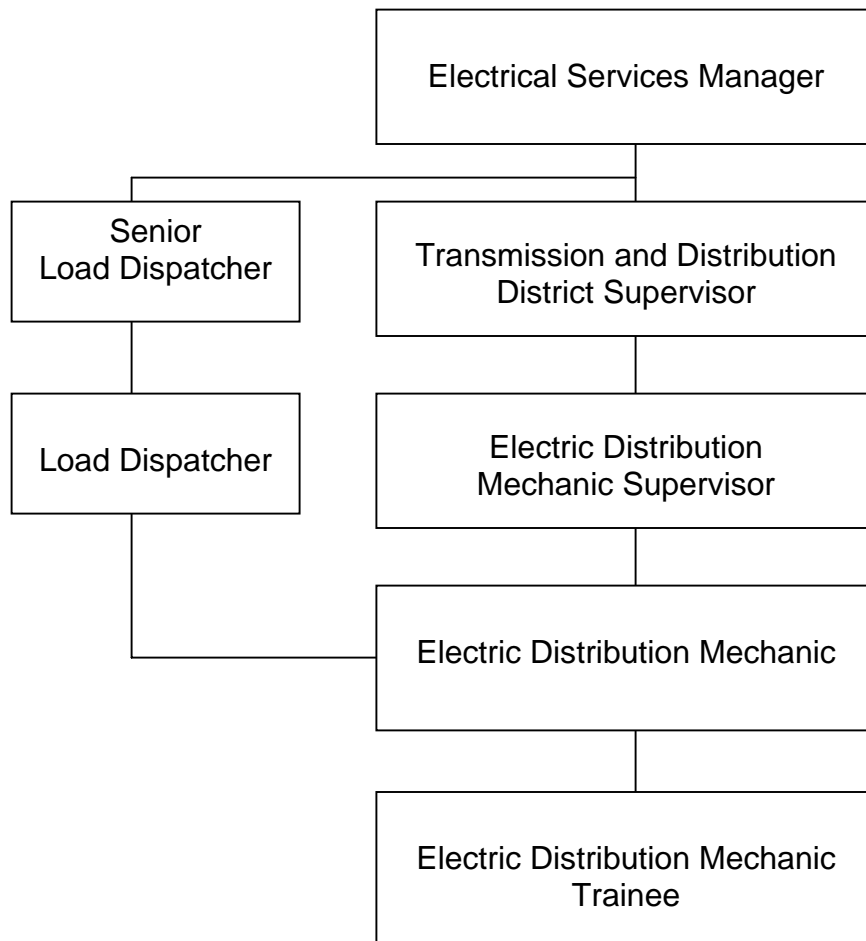 Electrical Services Manager
Senior
Load Dispatcher
Transmission and Distribution
District Supervisor
Load Dispatcher
Electric Distribution
Mechanic Supervisor
Electric Distribution Mechanic
Electric Distribution Mechanic
Trainee